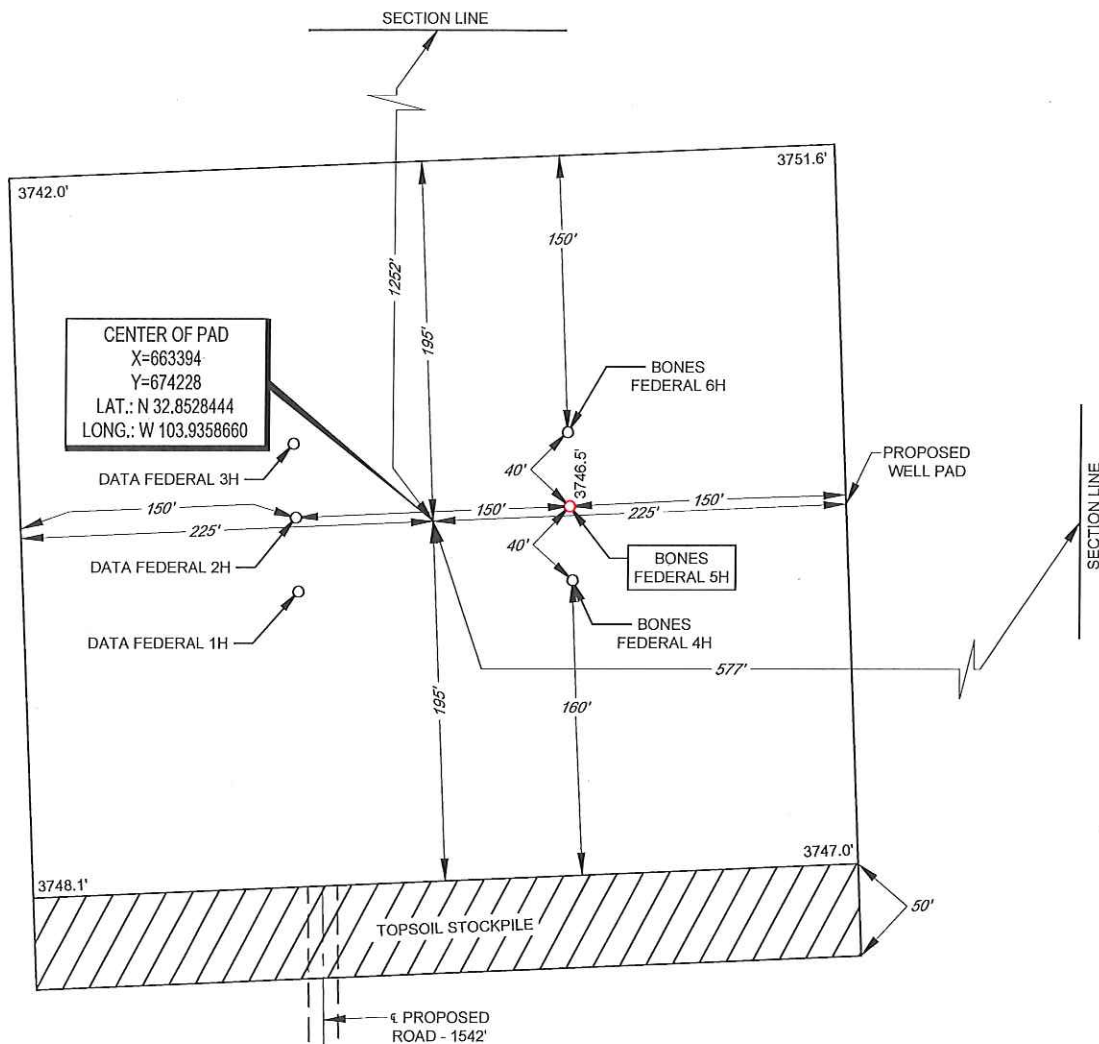 SECTION LINE
3751.6'
3742.0'
150'
1252'
195'
CENTER OF PAD
X=663394
Y=674228
LAT.: N 32.8528444
LONG.: W 103.9358660
BONES
FEDERAL 6H
DATA FEDERAL 3H
40'
3746.5'
PROPOSED
WELL PAD
SECTION LINE
150'
150'
150'
225'
225'
40'
DATA FEDERAL 2H
BONES
FEDERAL 5H
DATA FEDERAL 1H
BONES
FEDERAL 4H
577'
195'
160'
3748.1'
3747.0'
50'
TOPSOIL STOCKPILE
℄ PROPOSED
ROAD - 1542'